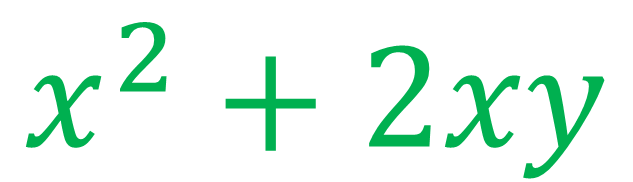 x² + 2xy